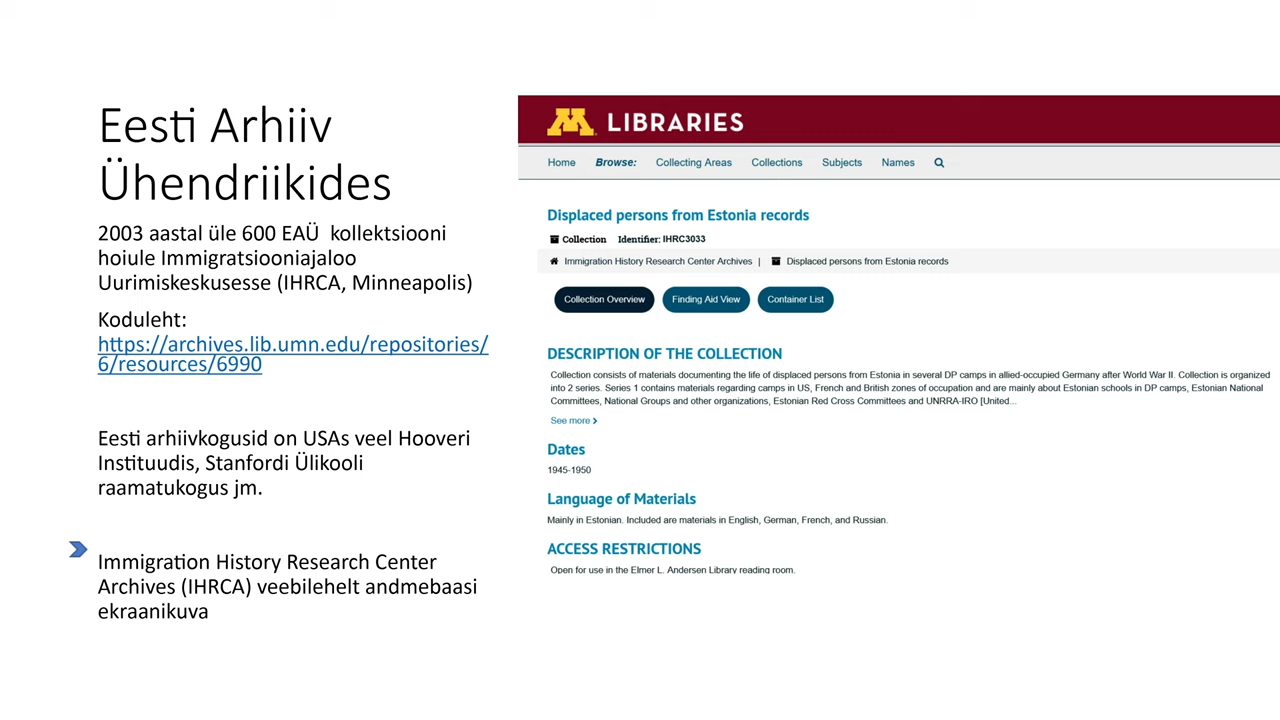 Eesti Arhiiv
Ühendriikides
2003 aastal üle 600 EAÜ kollektsiooni
hoiule Immigratsiooniajaloo
Uurimiskeskusesse (IHRCA, Minneapolis)
Koduleht:
https://archives.lib.umn.edu/repositories/
6/resources/6990
Eesti arhiivkogusid on USAs veel Hooveri
Instituudis, Stanfordi Ülikooli
raamatukogus jm.
Immigration History Research Center
Archives (IHRCA) veebilehelt andmebaasi
ekraanikuva
M LIBRARIES
Home Browse: Collecting Areas Collections Subjects Names
Displaced persons from Estonia records
Collection Identifier: IHRC3033
Immigration History Research Center Archives | Displaced persons from Estonia records
Collection Overview Finding Aid View Container List
DESCRIPTION OF THE COLLECTION
Collection consists of materials documenting the life of displaced persons from Estonia in several DP camps in allied-occupied Germany after World War II. Collection is organized
into 2 series. Series 1 contains materials regarding camps in US, French and British zones of occupation and are mainly about Estonian schools in DP camps, Estonian National
Committees, National Groups and other organizations, Estonian Red Cross Committees and UNRRA-IRO [United...
See more
Dates
1945-1950
Language of Materials
Mainly in Estonian. Included are materials in English, German, French, and Russian.
ACCESS RESTRICTIONS
Open for use in the Elmer L. Andersen Library reading room.